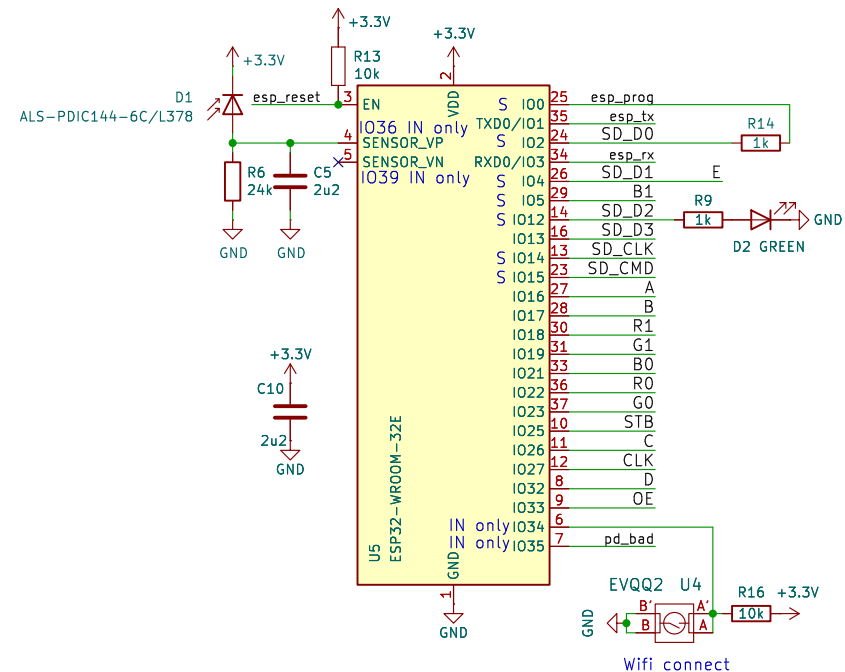 +3.3V
+3.3V
+3.3V
R13
10k
D1
ALS-PDIC144-6C/L378
esp_reset
3
EN
2
VDD
IO36 IN only
4
SENSOR_VP
5
SENSOR_VN
IO39 IN only
R6
24k
C5
2u2
GND
GND
+3.3V
C10
2u2
GND
U5
ESP32-WROOM-32E
GND
1
GND
S IO0 25 esp_prog
TXD0/IO1 35 esp_tx
S IO2 24 SD_D0
R14
1k
RXD0/IO3 34 esp_rx
S IO4 26 SD_D1 E
S IO5 29 B1
S IO12 14 SD_D2
R9
1k
D2 GREEN
GND
IO13 16 SD_D3
S IO14 13 SD_CLK
S IO15 23 SD_CMD
IO16 27 A
IO17 28 B
IO18 30 R1
IO19 31 G1
IO21 33 B0
IO22 36 R0
IO23 37 G0
IO25 10 STB
IO26 11 C
IO27 12 CLK
IO32 8 D
IO33 9 OE
IN only IO34 6
IN only IO35 7 pd_bad
EVQQ2 U4
R16
10k
+3.3V
GND
B' A'
B A
Wifi connect